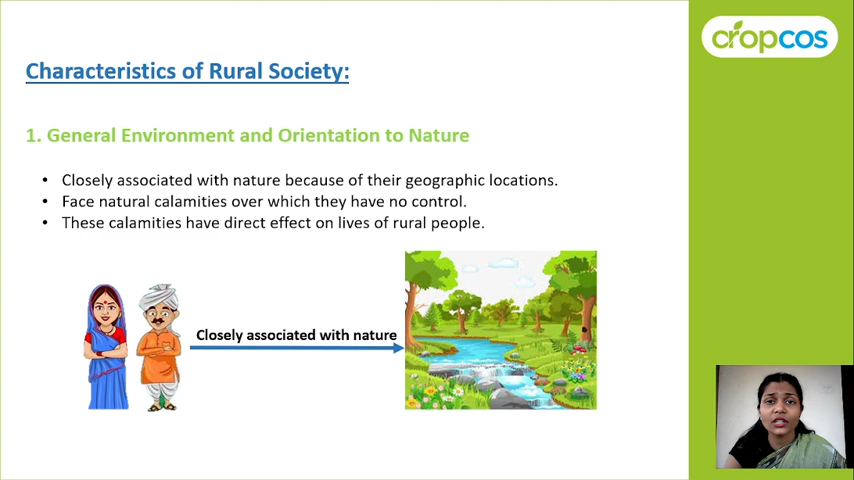 cropcos
Characteristics of Rural Society:
1. General Environment and Orientation to Nature
• Closely associated with nature because of their geographic locations.
• Face natural calamities over which they have no control.
• These calamities have direct effect on lives of rural people.
Closely associated with nature